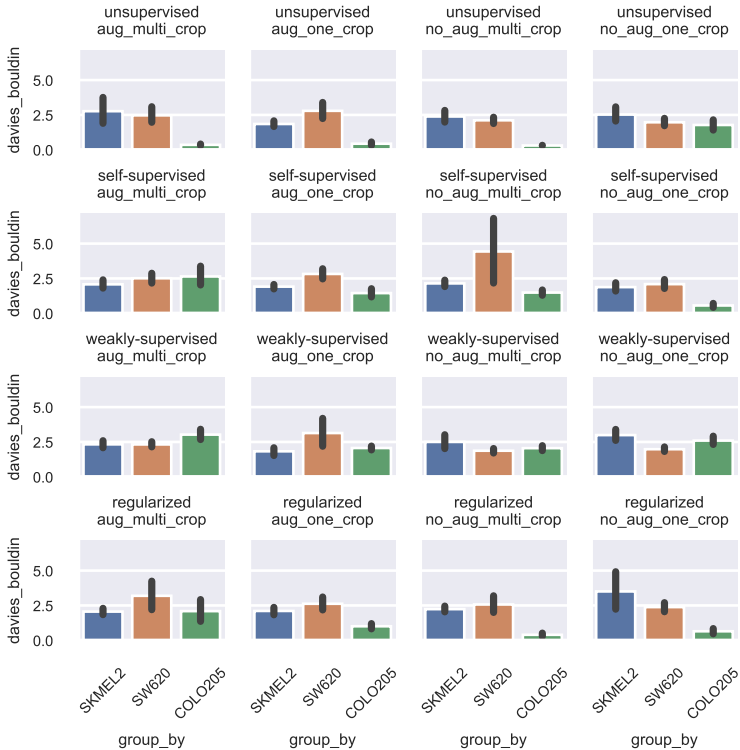 unsupervised
aug_multi_crop
unsupervised
aug_one_crop
unsupervised
no_aug_multi_crop
unsupervised
no_aug_one_crop
davies_bouldin
5.0
2.5
0.0
self-supervised
aug_multi_crop
self-supervised
aug_one_crop
self-supervised
no_aug_multi_crop
self-supervised
no_aug_one_crop
davies_bouldin
5.0
2.5
0.0
weakly-supervised
aug_multi_crop
weakly-supervised
aug_one_crop
weakly-supervised
no_aug_multi_crop
weakly-supervised
no_aug_one_crop
davies_bouldin
5.0
2.5
0.0
regularized
aug_multi_crop
regularized
aug_one_crop
regularized
no_aug_multi_crop
regularized
no_aug_one_crop
davies_bouldin
5.0
2.5
0.0
SKMEL2
SW620
COLO205
SKMEL2
SW620
COLO205
SKMEL2
SW620
COLO205
SKMEL2
SW620
COLO205
group_by
group_by
group_by
group_by